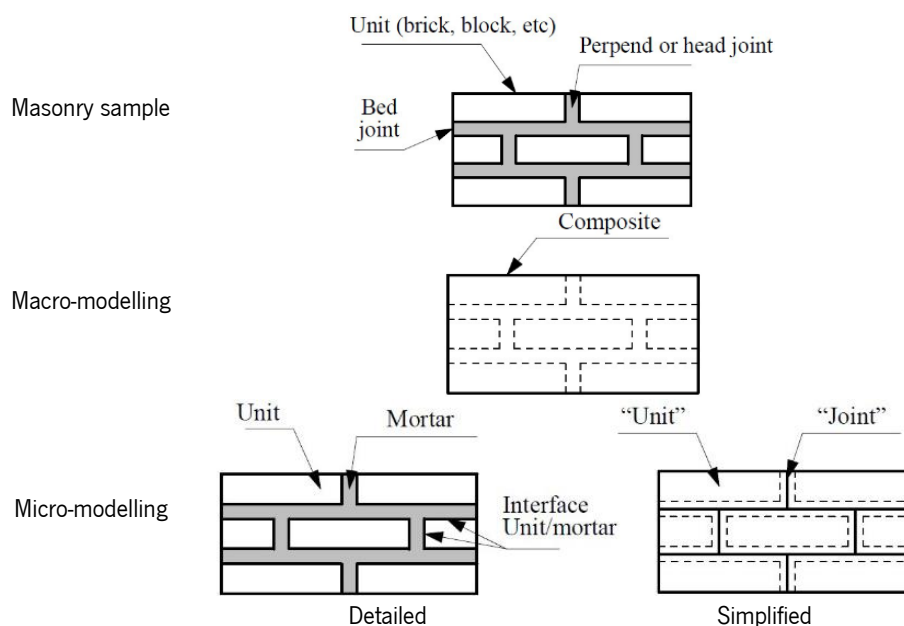 Unit (brick, block, etc)
Perpend or head joint
Masonry sample
Bed
joint
Composite
Macro-modelling
Unit
Mortar
“Unit”
“Joint”
Micro-modelling
Interface
Unit/mortar
Detailed
Simplified